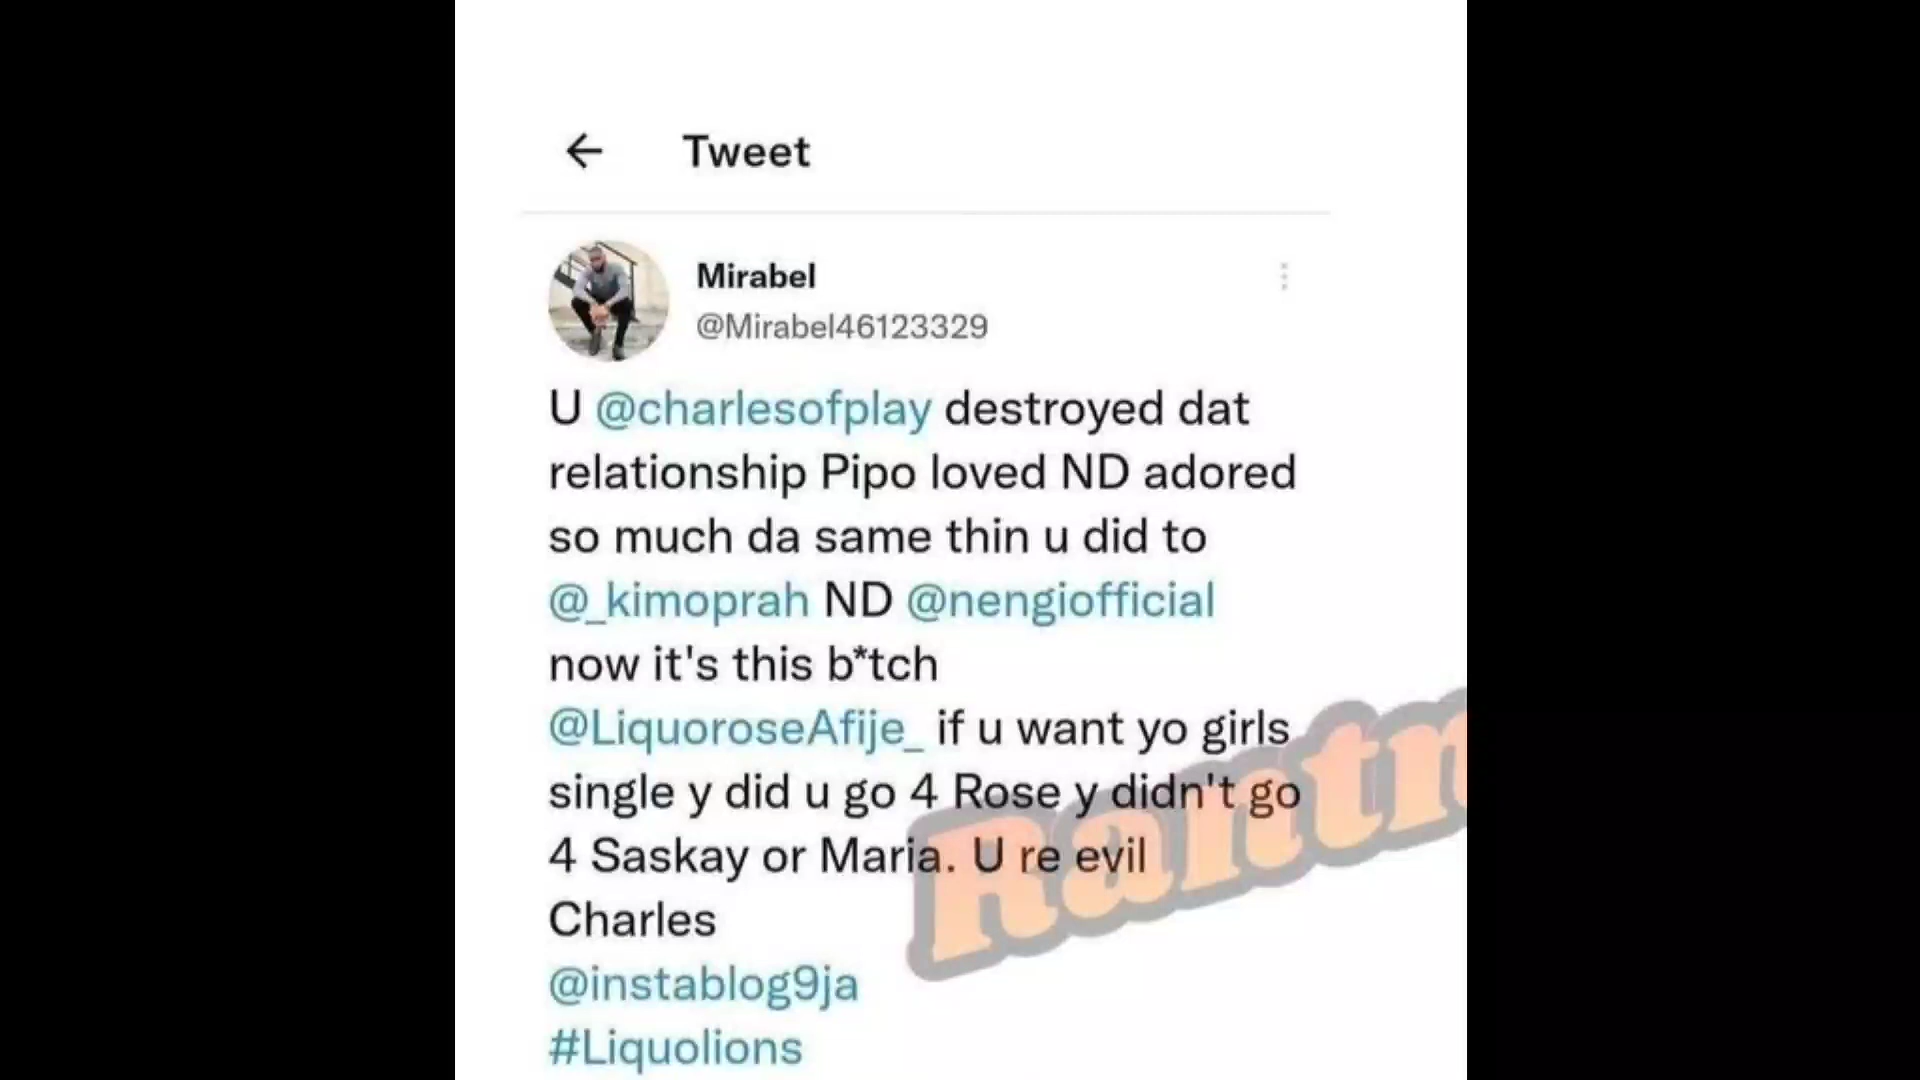 Tweet
Mirabel
@Mirabel46123329
U @charlesofplay destroyed dat
relationship Pipo loved ND adored
so much da same thin u did to
@_kimoprah ND @nengiofficial
now it's this b*tch
@LiquoroseAfije_ if u want yo girls
single y did u go 4 Rose y didn't go
4 Saskay or Maria. U re evil
Charles
@instablog9ja
#Liquolions